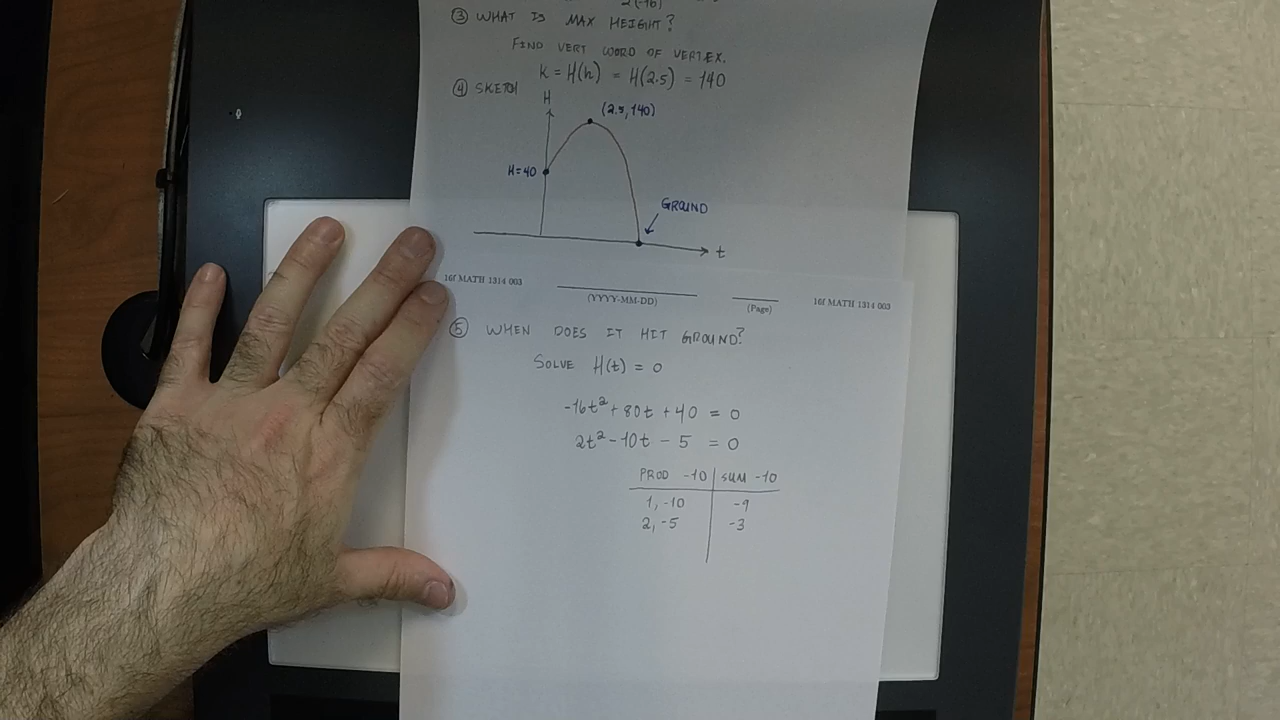 2(-16)
③ WHAT IS MAX HEIGHT?
FIND VERT WORD OF VERTEX.
K = H(h) = H(2.5) = 140
④ SKETCH
H
(2.5, 140)
H=40
GROUND
t
16f MATH 1314 003
(YYYY-MM-DD)
(Page)
16f MATH 1314 003
⑤ WHEN DOES IT HIT GROUND?
SOLVE H(t) = 0
-16t² + 80t + 40 = 0
2t² - 10t - 5 = 0
PROD -10 | SUM -10
1, -10 | -9
2, -5 | -3